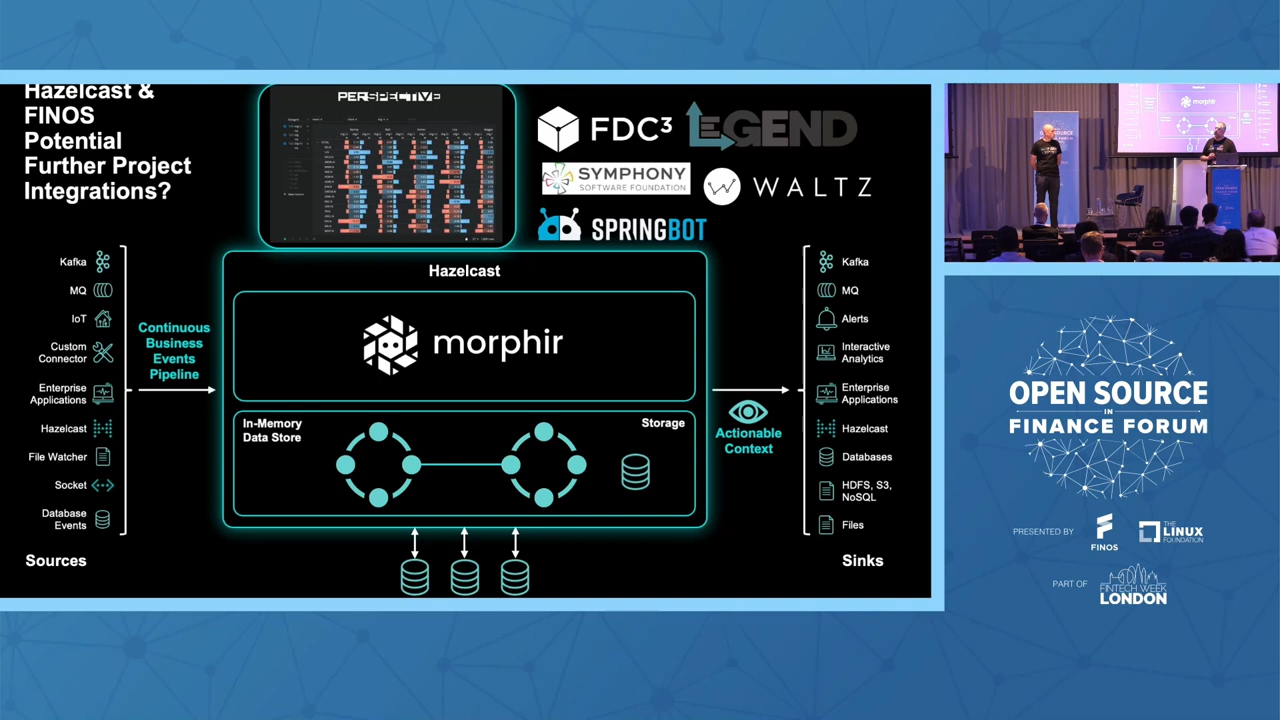 Hazelcast &
FINOS
Potential
Further Project
Integrations?
PERSPECTIVE
FDC³
LEGEND
SYMPHONY
SOFTWARE FOUNDATION
WALTZ
SPRINGBOT
Kafka
MQ
IoT
Custom
Connector
Enterprise
Applications
Hazelcast
File Watcher
Socket
Database
Events
Sources
Continuous
Business
Events
Pipeline
Hazelcast
morphir
In-Memory
Data Store
Storage
Actionable
Context
Kafka
MQ
Alerts
Interactive
Analytics
Enterprise
Applications
Hazelcast
Databases
HDFS, S3,
NoSQL
Files
Sinks
morphir
OPEN SOURCE
IN
FINANCE FORUM
PRESENTED BY
FINOS
THE
LINUX
FOUNDATION
PART OF
FINTECH WEEK
LONDON